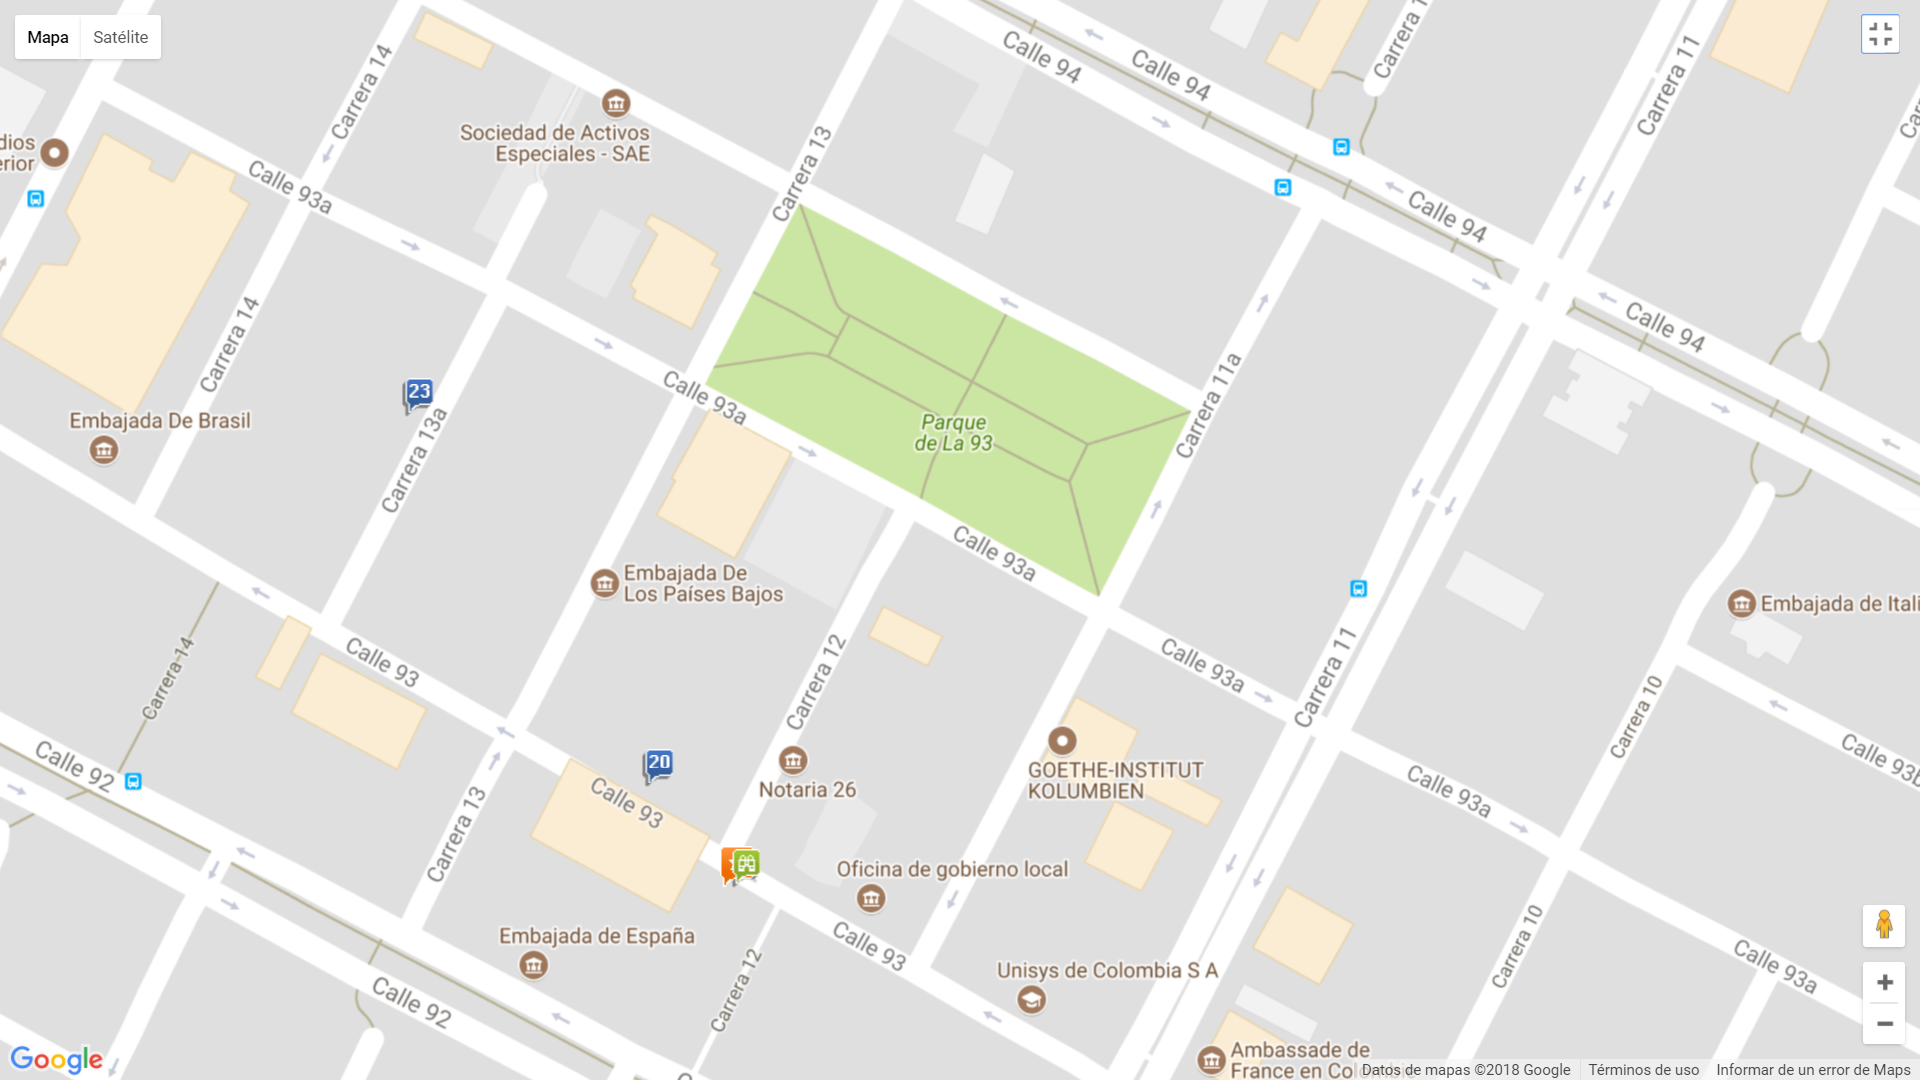 Mapa
Satélite
Carrera 14
Calle 94
Calle 94
Carrera 11
Sociedad de Activos
Especiales - SAE
Carrera 13
Calle 93a
Calle 94
Carrera 14
Calle 94
Calle 93a
23
Carrera 11a
Embajada De Brasil
Parque
de La 93
Carrera 13a
Calle 93a
Embajada De
Los Países Bajos
Embajada de Itali
Calle 93
Carrera 14
Carrera 12
Calle 93a
Carrera 11
Carrera 10
GOETHE-INSTITUT
KOLUMBIEN
Calle 92
20
Notaria 26
Calle 93
Calle 93a
Calle 93b
Carrera 13
Oficina de gobierno local
Embajada de España
Calle 93
Carrera 10
Calle 93a
Carrera 12
Unisys de Colombia S A
Calle 92
Ambassade de
France en Co
Google
Datos de mapas ©2018 Google
Términos de uso
Informar de un error de Maps